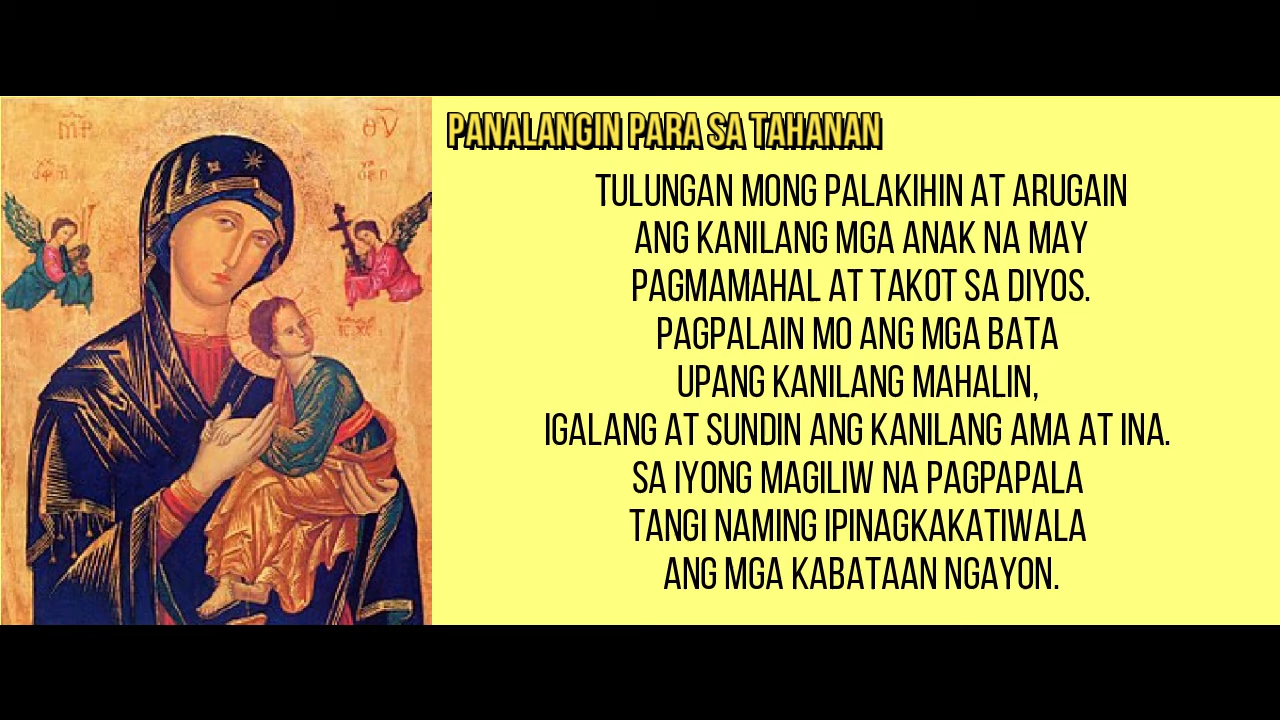 PANALANGIN PARA SA TAHANAN
TULUNGAN MONG PALAKIHIN AT ARUGAIN
ANG KANILANG MGA ANAK NA MAY
PAGMAMAHAL AT TAKOT SA DIYOS.
PAGPALAIN MO ANG MGA BATA
UPANG KANILANG MAHALIN,
IGALANG AT SUNDIN ANG KANILANG AMA AT INA.
SA IYONG MAGILIW NA PAGPAPALA
TANGI NAMING IPINAGKAKATIWALA
ANG MGA KABATAAN NGAYON.